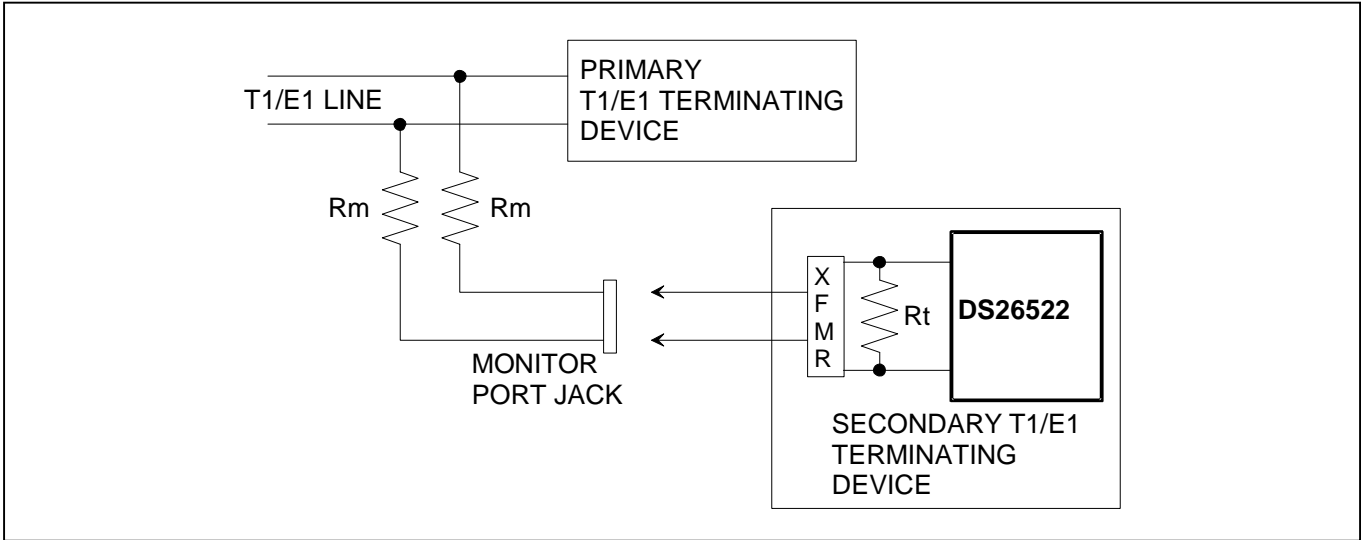 PRIMARY
T1/E1 TERMINATING
DEVICE
T1/E1 LINE
Rm
Rm
MONITOR
PORT JACK
X
F
M
R
Rt
DS26522
SECONDARY T1/E1
TERMINATING
DEVICE